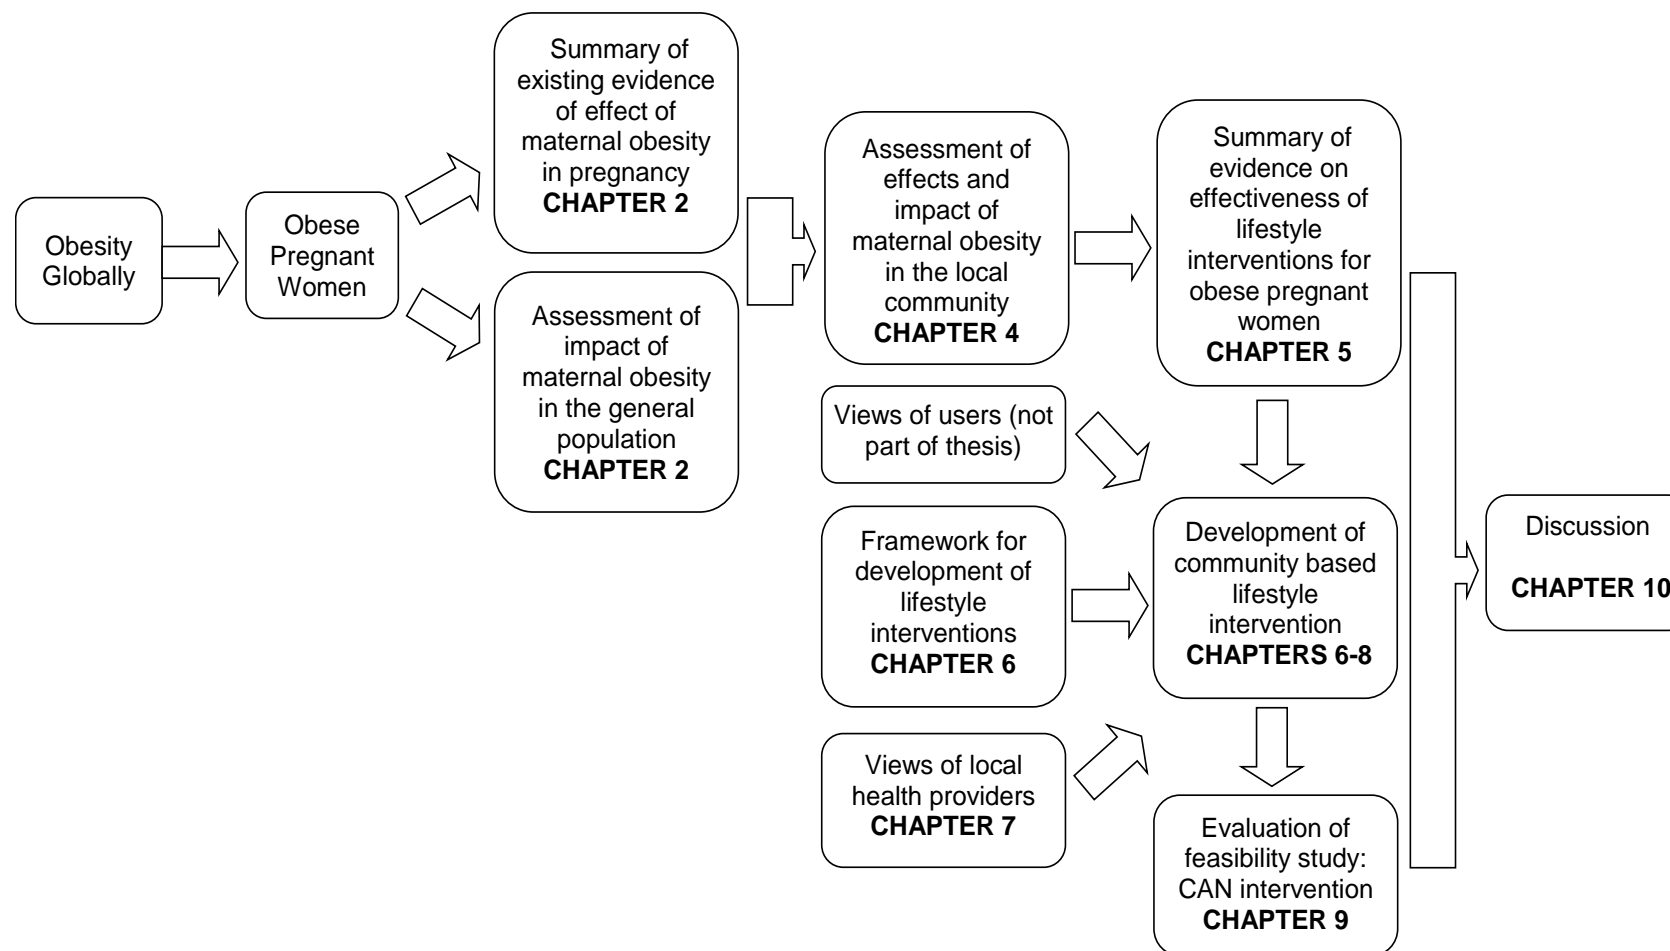 Obesity
Globally
Obese
Pregnant
Women
Summary of
existing evidence
of effect of
maternal obesity
in pregnancy
CHAPTER 2
Assessment of
impact of
maternal obesity
in the general
population
CHAPTER 2
Assessment of
effects and
impact of
maternal obesity
in the local
community
CHAPTER 4
Summary of
evidence on
effectiveness of
lifestyle
interventions for
obese pregnant
women
CHAPTER 5
Views of users (not
part of thesis)
Framework for
development of
lifestyle
interventions
CHAPTER 6
Views of local
health providers
CHAPTER 7
Development of
community based
lifestyle
intervention
CHAPTERS 6-8
Evaluation of
feasibility study:
CAN intervention
CHAPTER 9
Discussion
CHAPTER 10